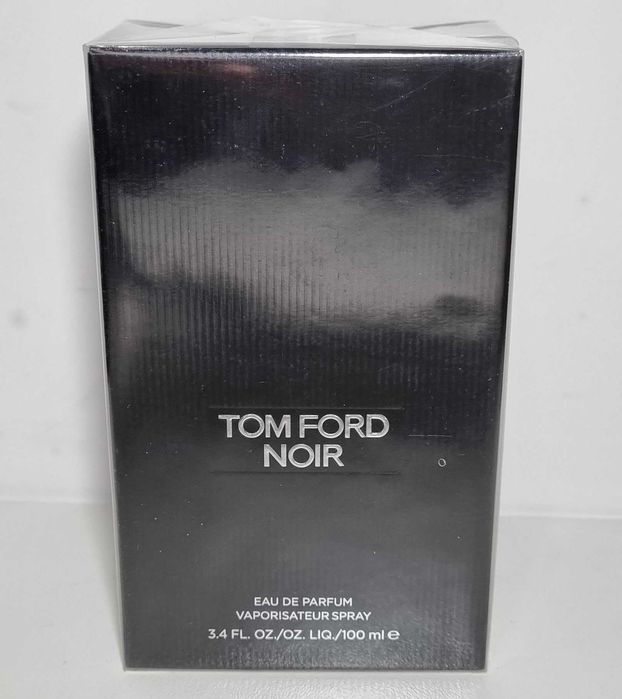 TOM FORD
NOIR
EAU DE PARFUM
VAPORISATEUR SPRAY
3.4 FL. OZ./OZ. LIQ./100 ml ℮